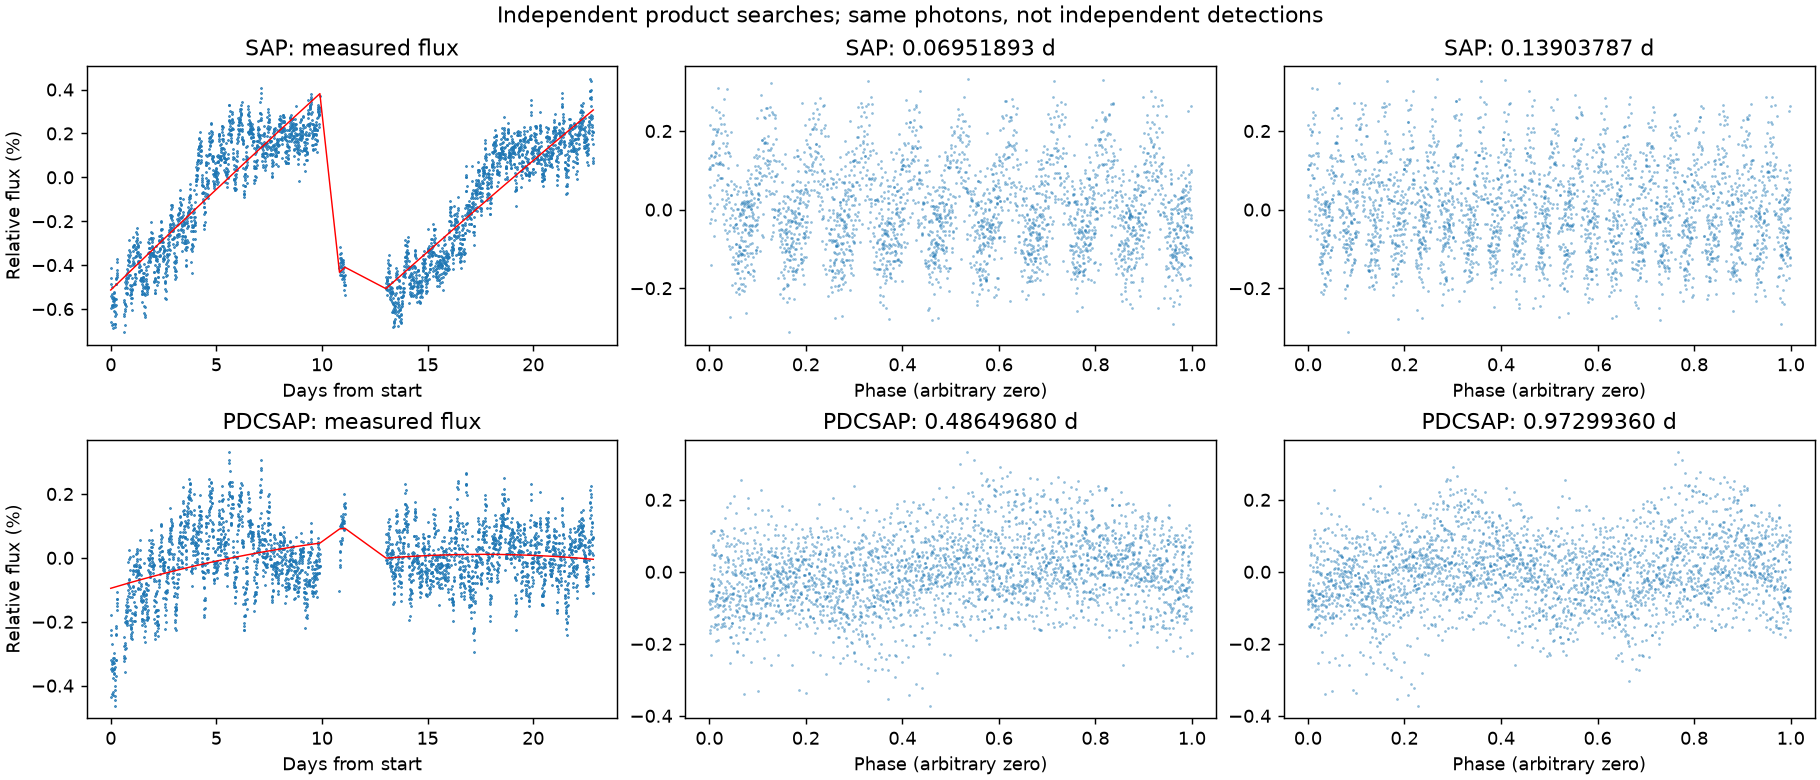 Independent product searches; same photons, not independent detections
SAP: measured flux
SAP: 0.06951893 d
SAP: 0.13903787 d
Relative flux (%)
0.4
0.2
0.0
−0.2
−0.4
−0.6
0 5 10 15 20
Days from start
0.2
0.0
−0.2
0.0 0.2 0.4 0.6 0.8 1.0
Phase (arbitrary zero)
0.2
0.0
−0.2
0.0 0.2 0.4 0.6 0.8 1.0
Phase (arbitrary zero)
PDCSAP: measured flux
PDCSAP: 0.48649680 d
PDCSAP: 0.97299360 d
Relative flux (%)
0.2
0.0
−0.2
−0.4
0 5 10 15 20
Days from start
0.2
0.0
−0.2
−0.4
0.0 0.2 0.4 0.6 0.8 1.0
Phase (arbitrary zero)
0.2
0.0
−0.2
−0.4
0.0 0.2 0.4 0.6 0.8 1.0
Phase (arbitrary zero)